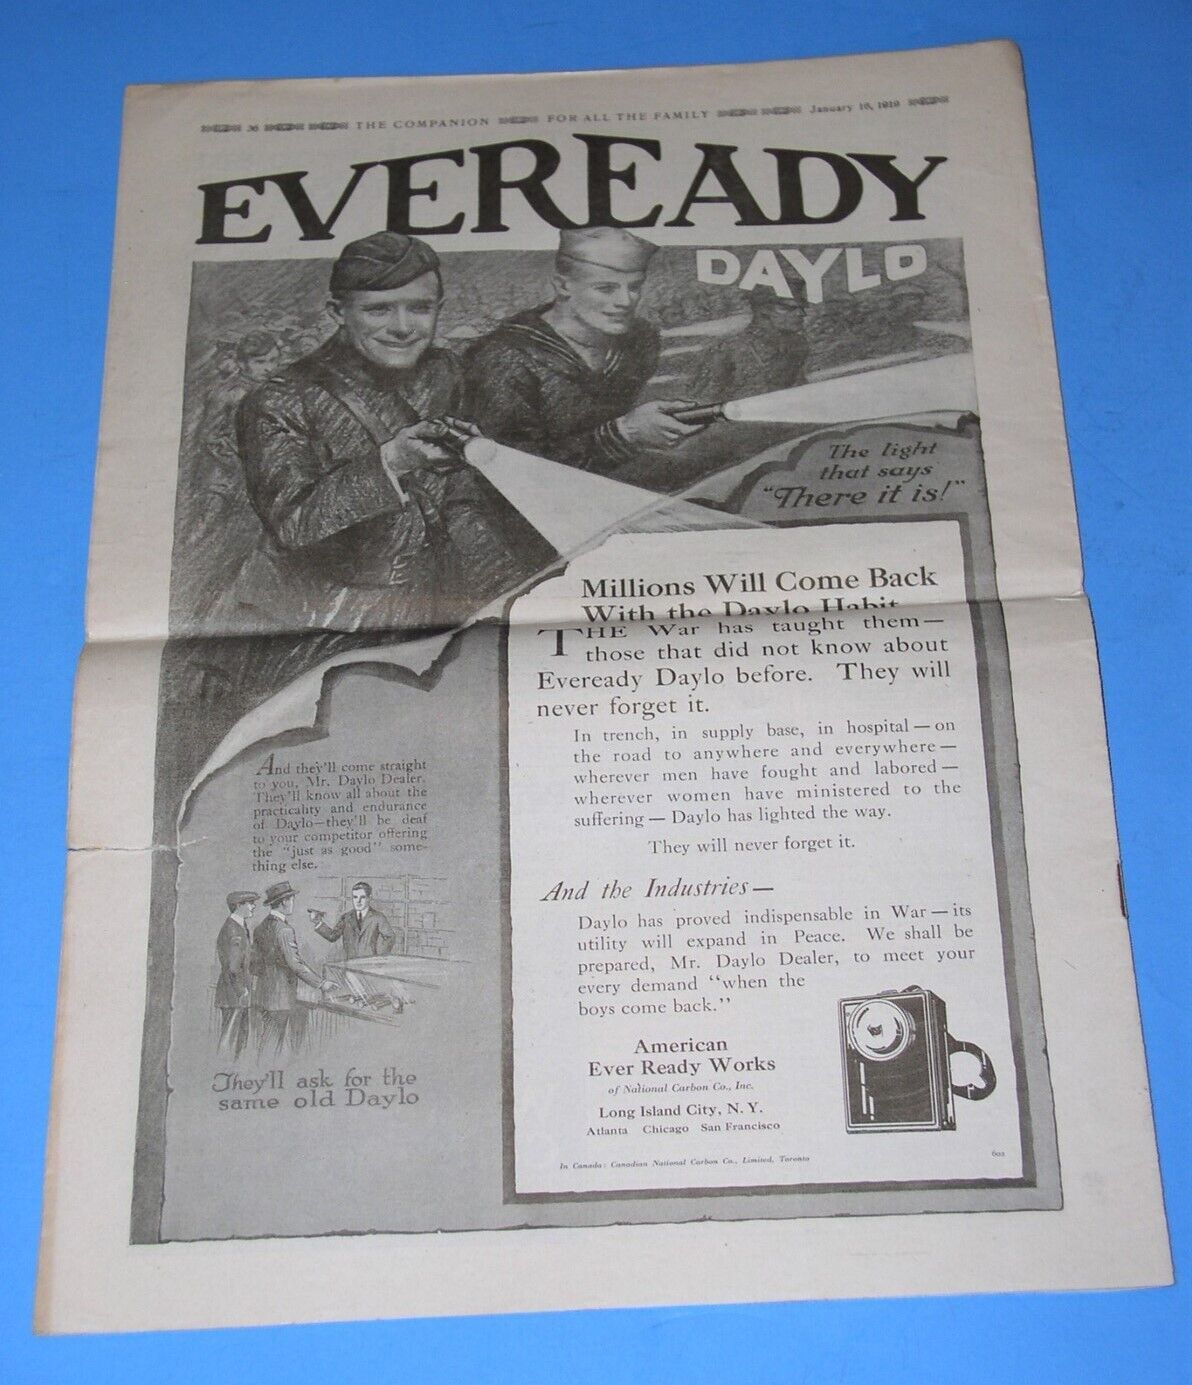 36 THE COMPANION FOR ALL THE FAMILY January 16, 1919
EVEREADY
DAYLO
The light
that says
"There it is!"
Millions Will Come Back
With the Daylo Habit
THE War has taught them—
those that did not know about
Eveready Daylo before. They will
never forget it.
In trench, in supply base, in hospital—on
the road to anywhere and everywhere—
wherever men have fought and labored—
wherever women have ministered to the
suffering—Daylo has lighted the way.
They will never forget it.
And they'll come straight
to you, Mr. Daylo Dealer.
They'll know all about the
practicality and endurance
of Daylo—they'll be deaf
to your competitor offering
the "just as good" some-
thing else.
They'll ask for the
same old Daylo
And the Industries—
Daylo has proved indispensable in War—its
utility will expand in Peace. We shall be
prepared, Mr. Daylo Dealer, to meet your
every demand "when the
boys come back."
American
Ever Ready Works
of National Carbon Co., Inc.
Long Island City, N. Y.
Atlanta Chicago San Francisco
In Canada: Canadian National Carbon Co., Limited, Toronto
602